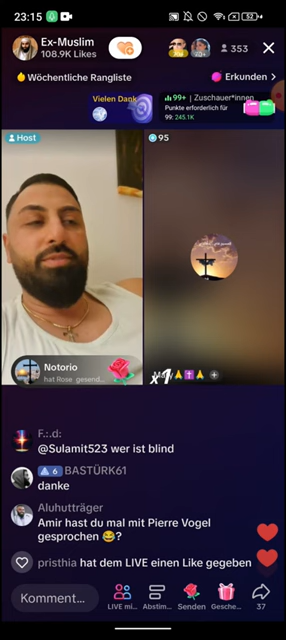 23:15
52
Ex-Muslim
108.9K Likes
353
Wöchentliche Rangliste
Erkunden >
Vielen Dank
99+ | Zuschauer*innen
Punkte erforderlich für
99: 245.1K
Host
95
Notorio
hat Rose gesend...
x1
F.:.d:
@Sulamit523 wer ist blind
6 BASTÜRK61
danke
Aluhutträger
Amir hast du mal mit Pierre Vogel
gesprochen 😂?
pristhia hat dem LIVE einen Like gegeben
Komment...
LIVE mi...
Abstim...
Senden
Gesche...
37